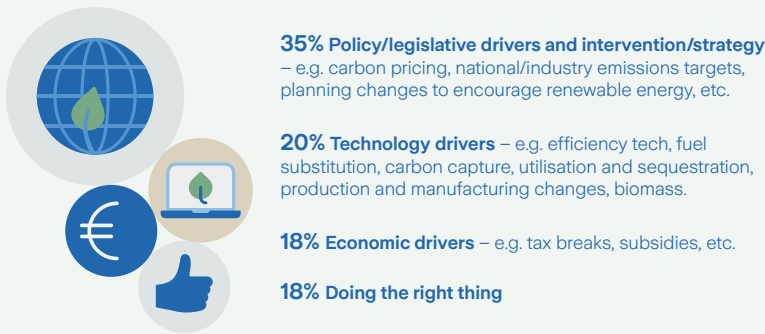 35% Policy/legislative drivers and intervention/strategy
– e.g. carbon pricing, national/industry emissions targets,
planning changes to encourage renewable energy, etc.
20% Technology drivers – e.g. efficiency tech, fuel
substitution, carbon capture, utilisation and sequestration,
production and manufacturing changes, biomass.
18% Economic drivers – e.g. tax breaks, subsidies, etc.
18% Doing the right thing